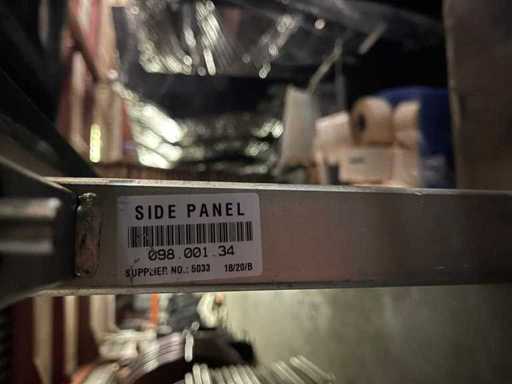 SIDE PANEL
098.001.34
SUPPLIER NO.: 5033 18/20/B